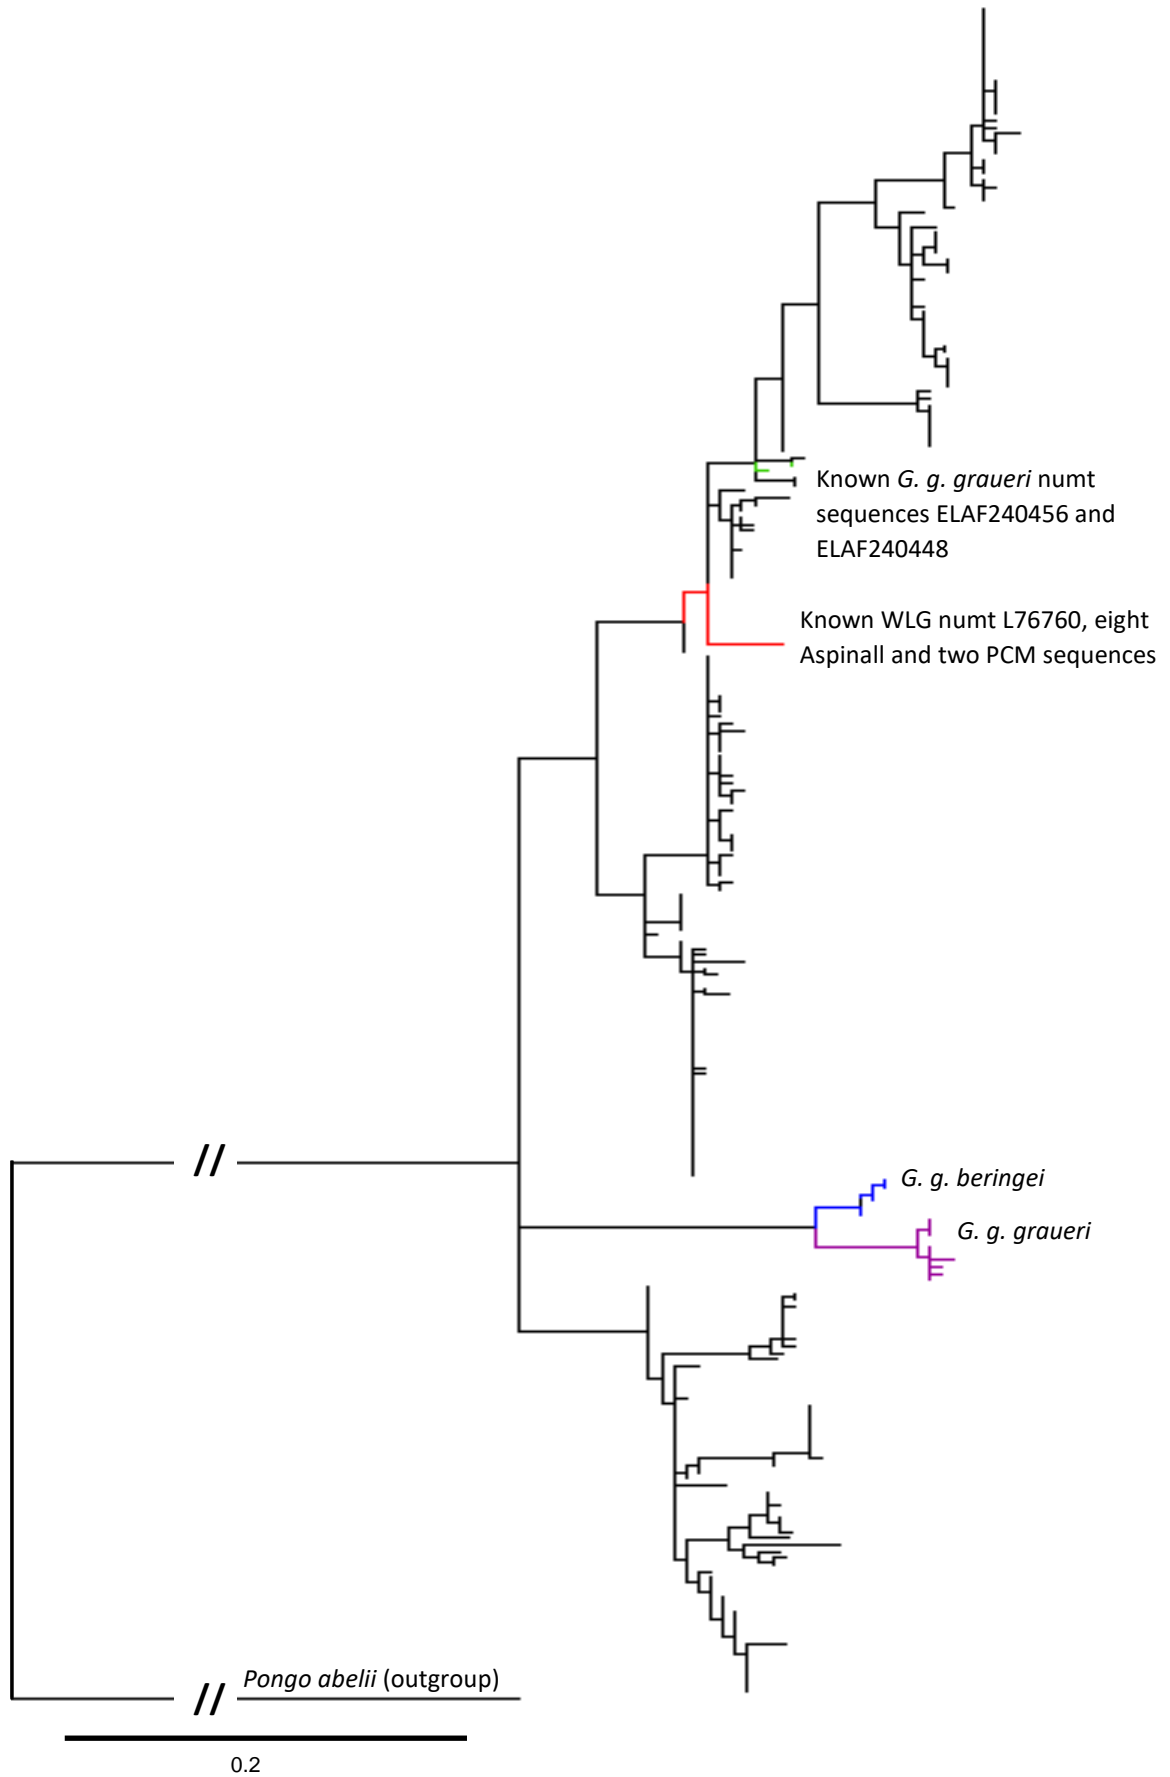 Known G. g. graueri numt
sequences ELAF240456 and
ELAF240448
Known WLG numt L76760, eight
Aspinall and two PCM sequences
//
G. g. beringei
G. g. graueri
Pongo abelii (outgroup)
//
0.2